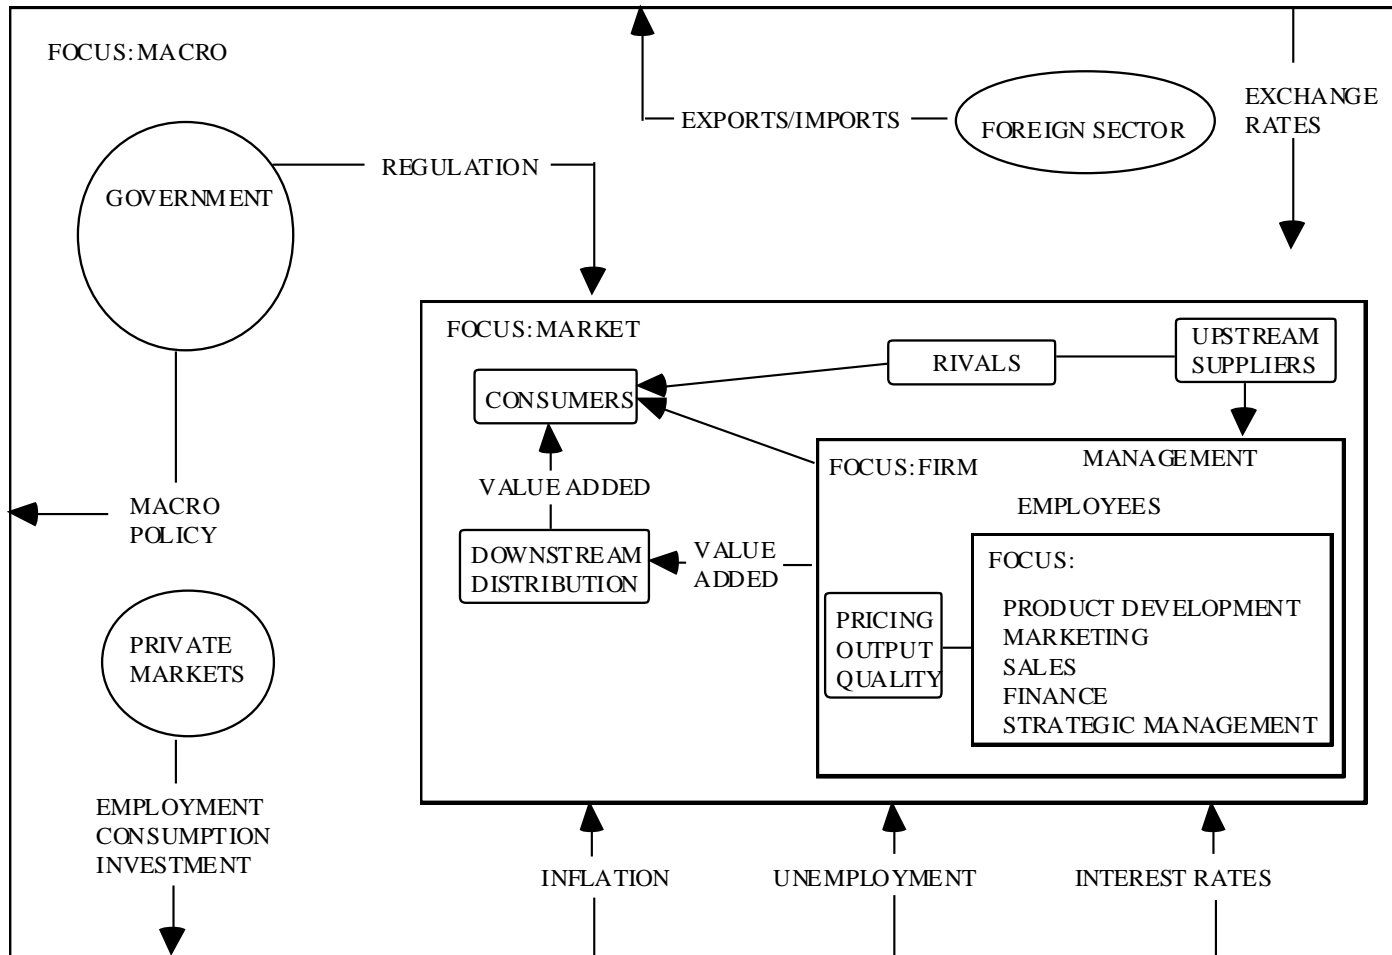 FOCUS: MACRO
EXPORTS/IMPORTS
FOREIGN SECTOR
EXCHANGE
RATES
REGULATION
GOVERNMENT
FOCUS: MARKET
CONSUMERS
RIVALS
UPSTREAM
SUPPLIERS
FOCUS: FIRM
MANAGEMENT
EMPLOYEES
VALUE ADDED
MACRO
POLICY
DOWNSTREAM
DISTRIBUTION
VALUE
ADDED
FOCUS:
PRODUCT DEVELOPMENT
MARKETING
SALES
FINANCE
STRATEGIC MANAGEMENT
PRICING
OUTPUT
QUALITY
PRIVATE
MARKETS
EMPLOYMENT
CONSUMPTION
INVESTMENT
INFLATION
UNEMPLOYMENT
INTEREST RATES